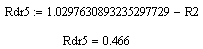 Rdr5 := 1.0297630893235297729 − R2
Rdr5 = 0.466